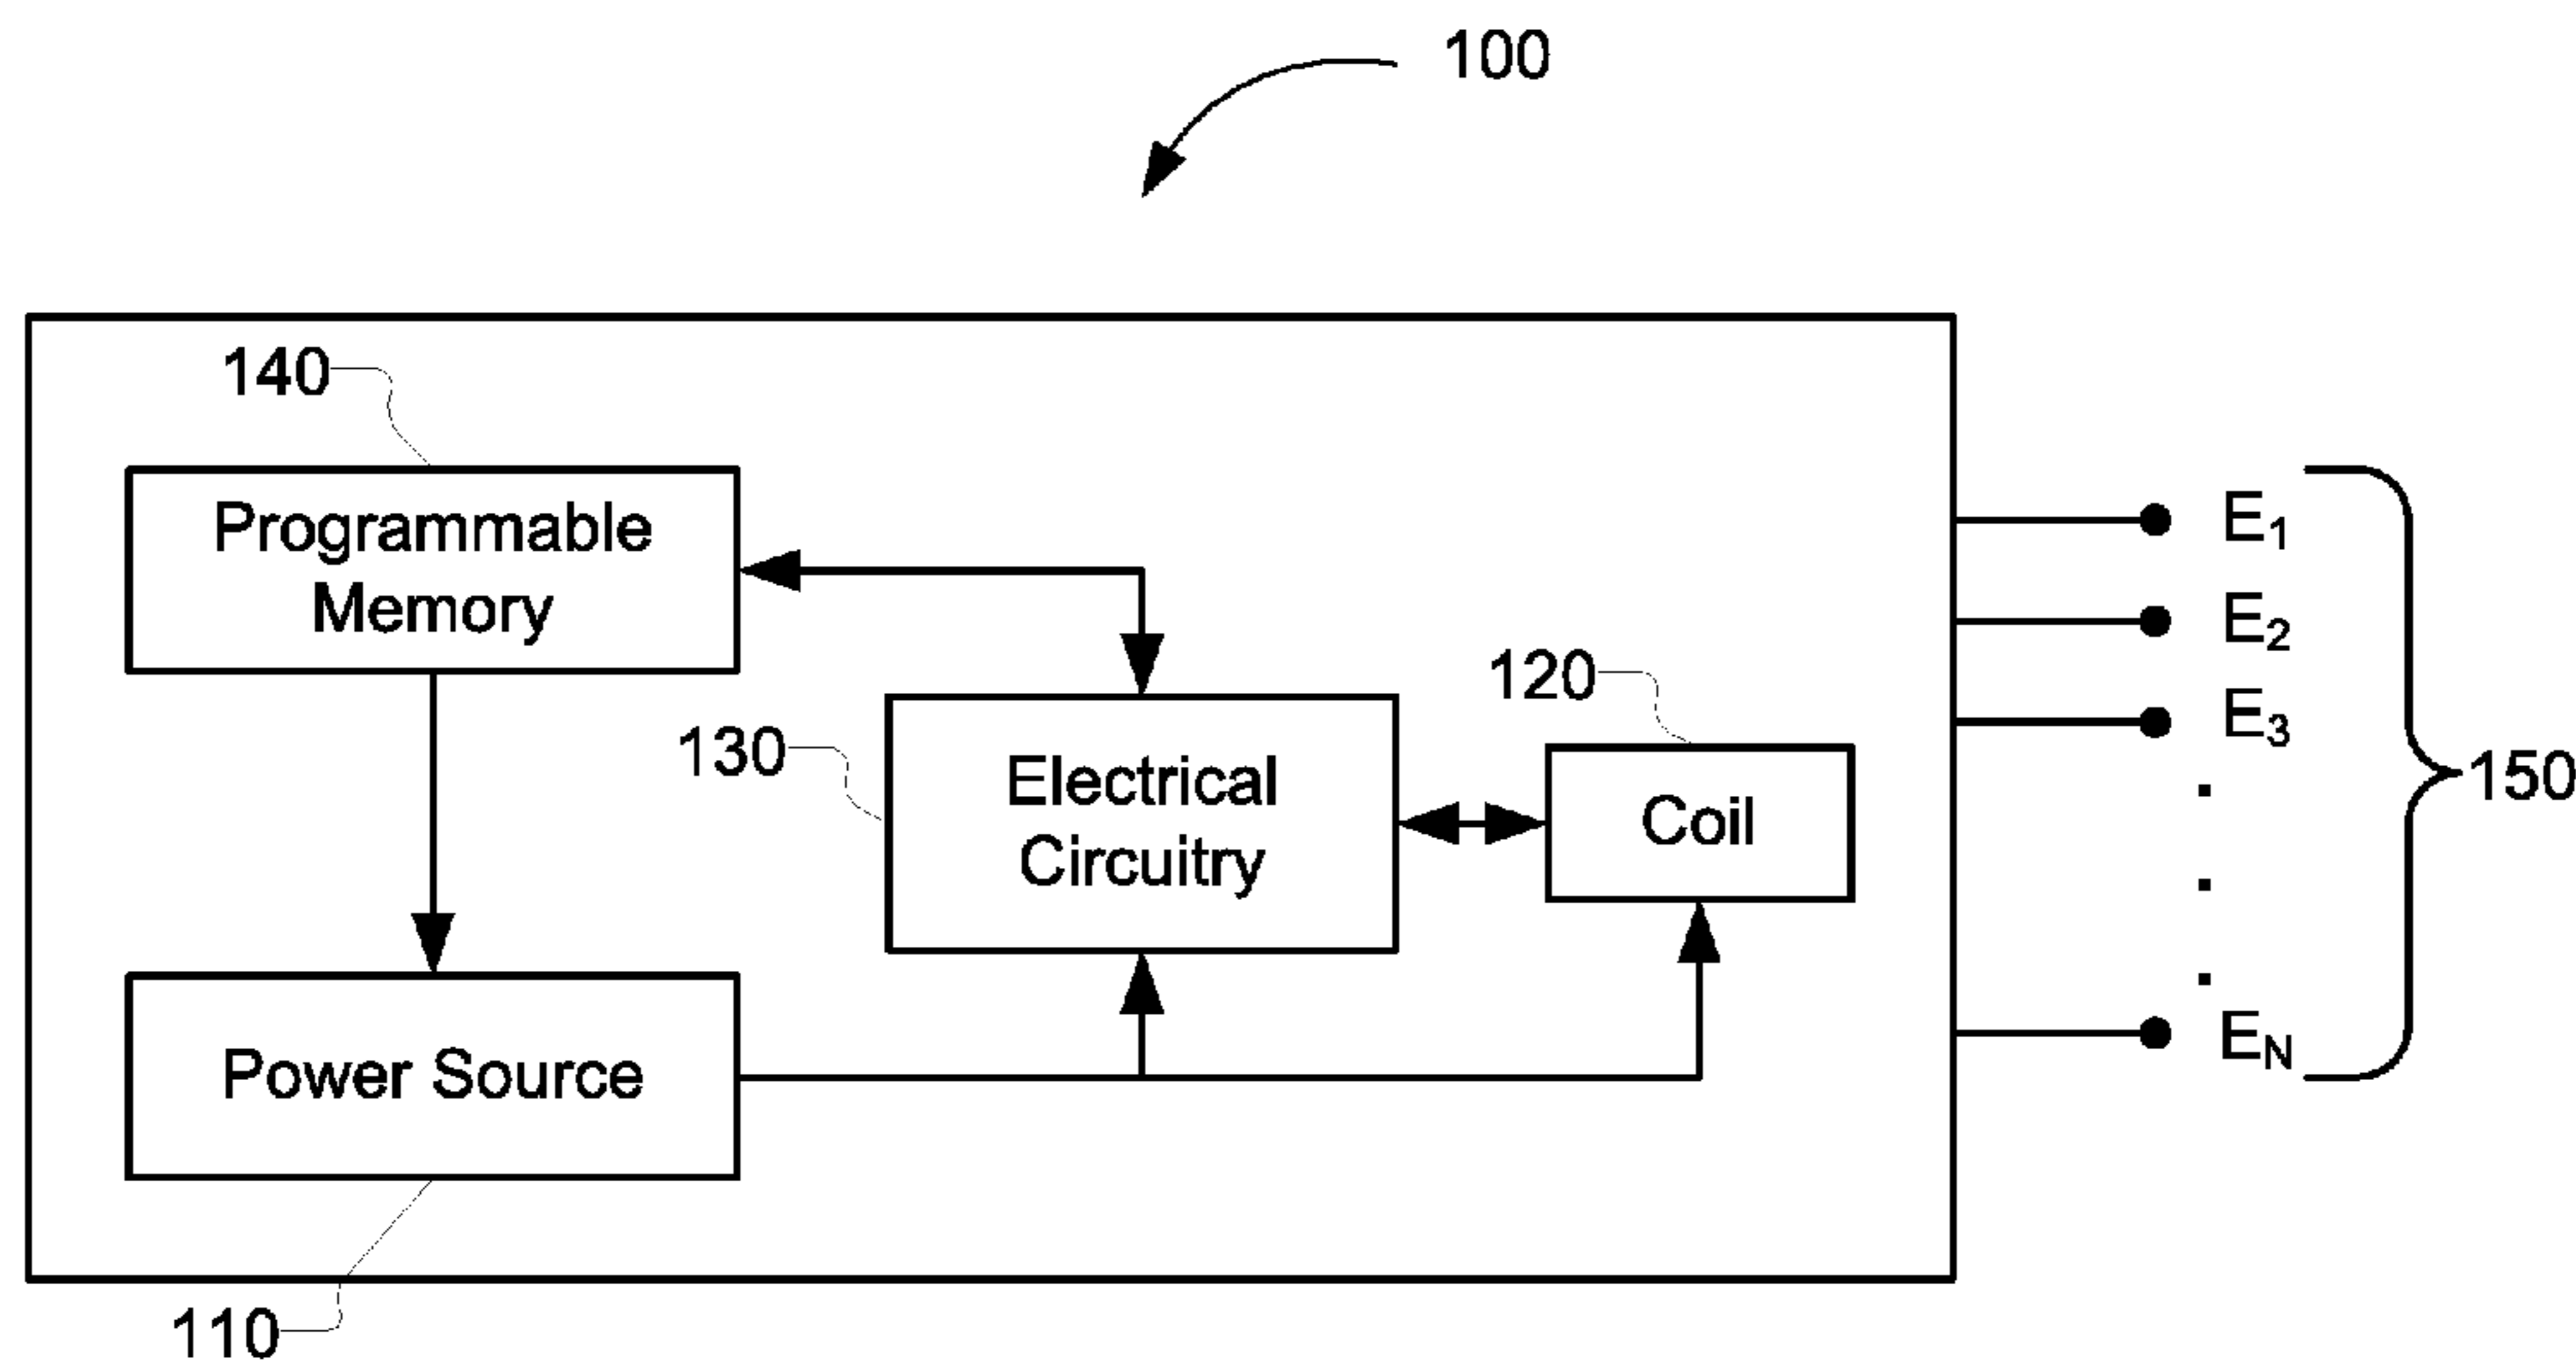 100
140
Programmable
Memory
E1
E2
120
E3
130
Electrical
Circuitry
Coil
150
.
.
.
EN
Power Source
110